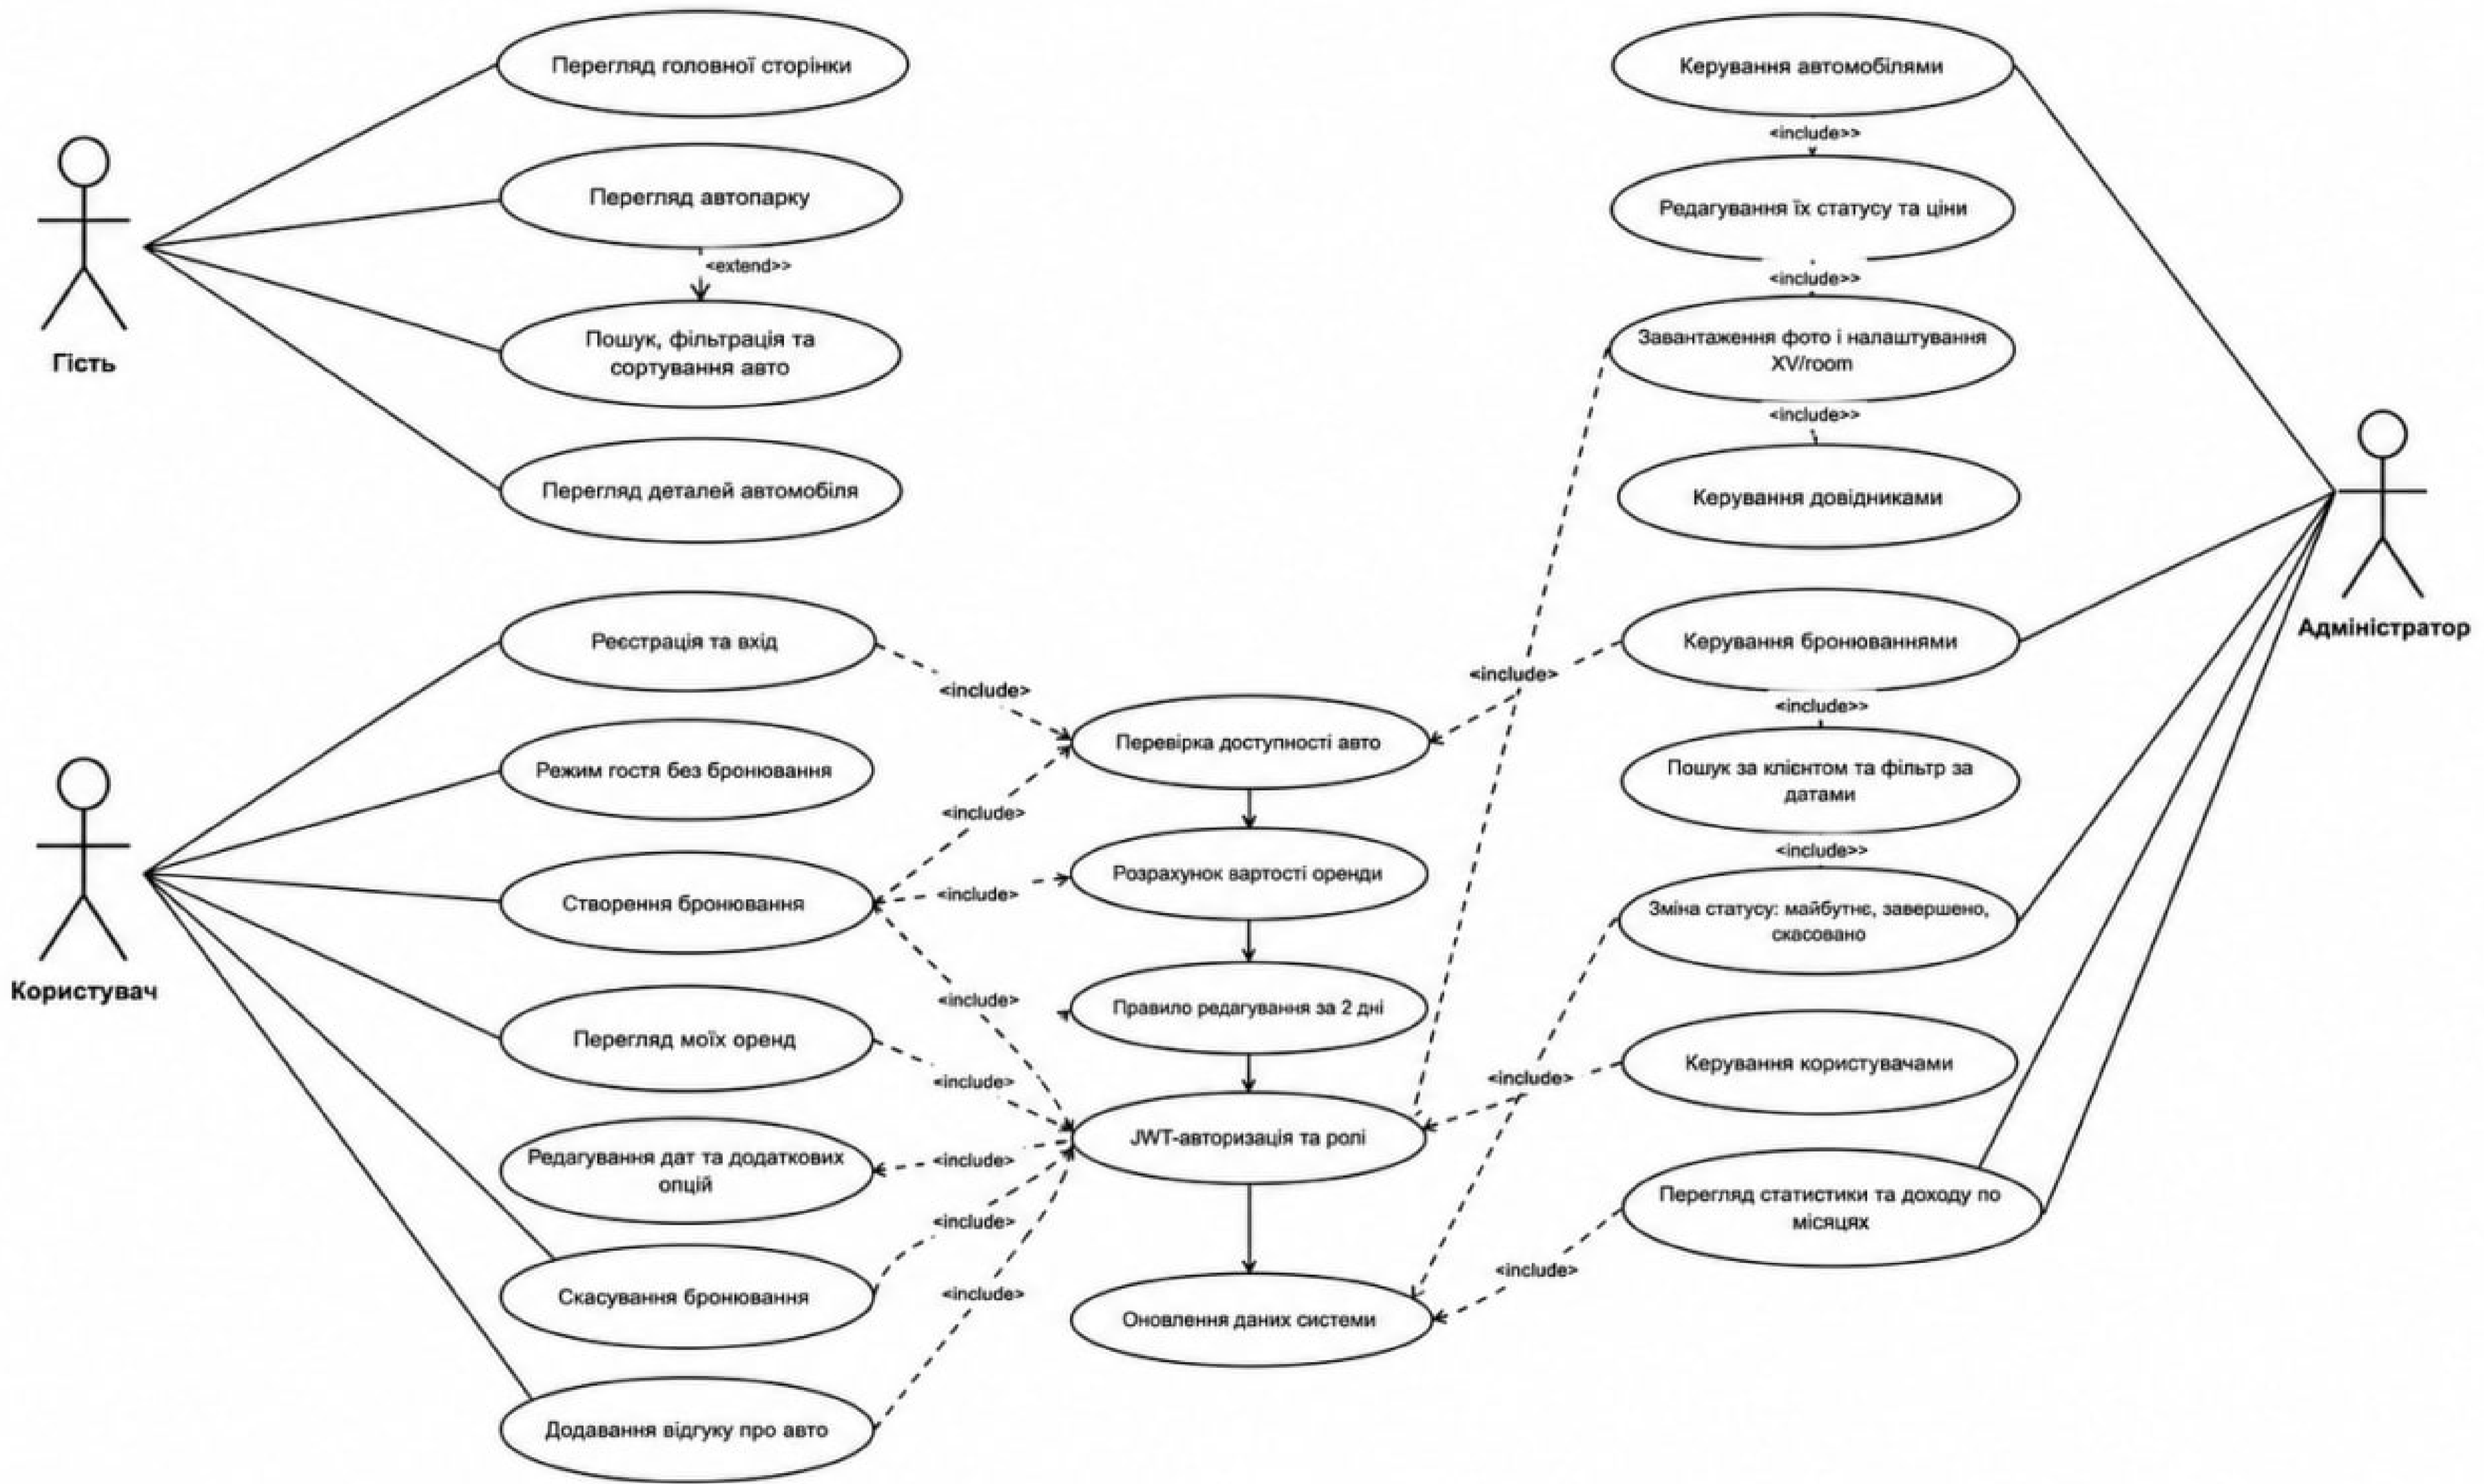 Перегляд головної сторінки
Перегляд автопарку
<extend>>
Пошук, фільтрація та
сортування авто
Перегляд деталей автомобіля
Гість
Реєстрація та вхід
Режим гостя без бронювання
Створення бронювання
Перегляд моїх оренд
Редагування дат та додаткових
опцій
Скасування бронювання
Додавання відгуку про авто
Користувач
<include>
<include>
<include>
<include>
<include>
<include>
<include>
<include>
Перевірка доступності авто
Розрахунок вартості оренди
Правило редагування за 2 дні
JWT-авторизація та ролі
Оновлення даних системи
<include>
<include>
<include>
Керування автомобілями
<include>>
Редагування їх статусу та ціни
<include>>
Завантаження фото і налаштування
XV/room
<include>>
Керування довідниками
Керування бронюваннями
<include>>
Пошук за клієнтом та фільтр за
датами
<include>>
Зміна статусу: майбутнє, завершено,
скасовано
Керування користувачами
Перегляд статистики та доходу по
місяцях
Адміністратор